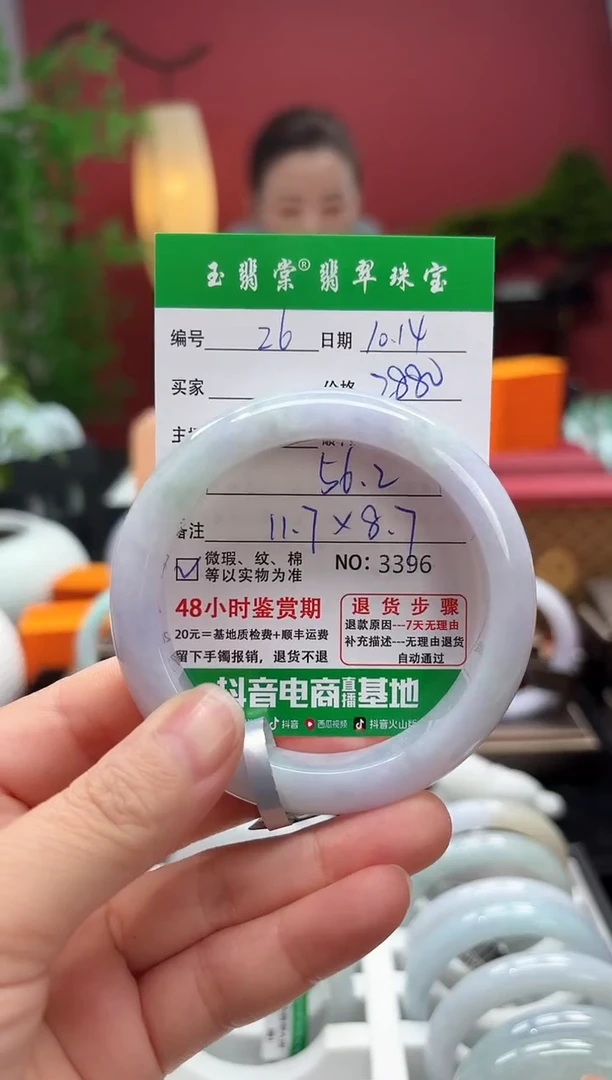 玉翡棠®翡翠珠宝
编号 26 日期 10.14
买家 价格 7880
56.2
备注 11.7×8.7
微瑕、纹、棉
等以实物为准
NO: 3396
48小时鉴赏期
20元=基地质检费+顺丰运费
留下手镯报销，退货不退
退货步骤
退款原因---7天无理由
补充描述---无理由退货
自动通过
抖音电商直播基地
抖音 西瓜视频 抖音火山版